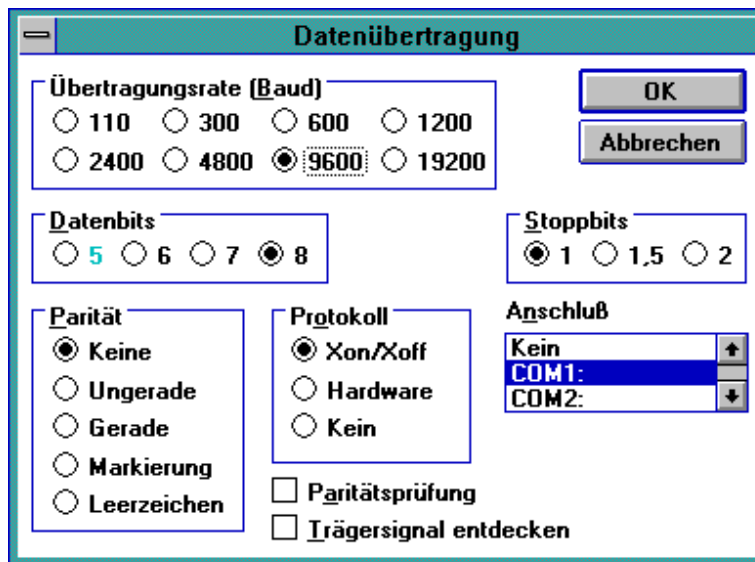 Datenübertragung
Übertragungsrate (Baud)
110 300 600 1200
2400 4800 9600 19200
OK
Abbrechen
Datenbits
5 6 7 8
Stoppbits
1 1,5 2
Parität
Keine
Ungerade
Gerade
Markierung
Leerzeichen
Protokoll
Xon/Xoff
Hardware
Kein
Anschluß
Kein
COM1:
COM2:
Paritätsprüfung
Trägersignal entdecken